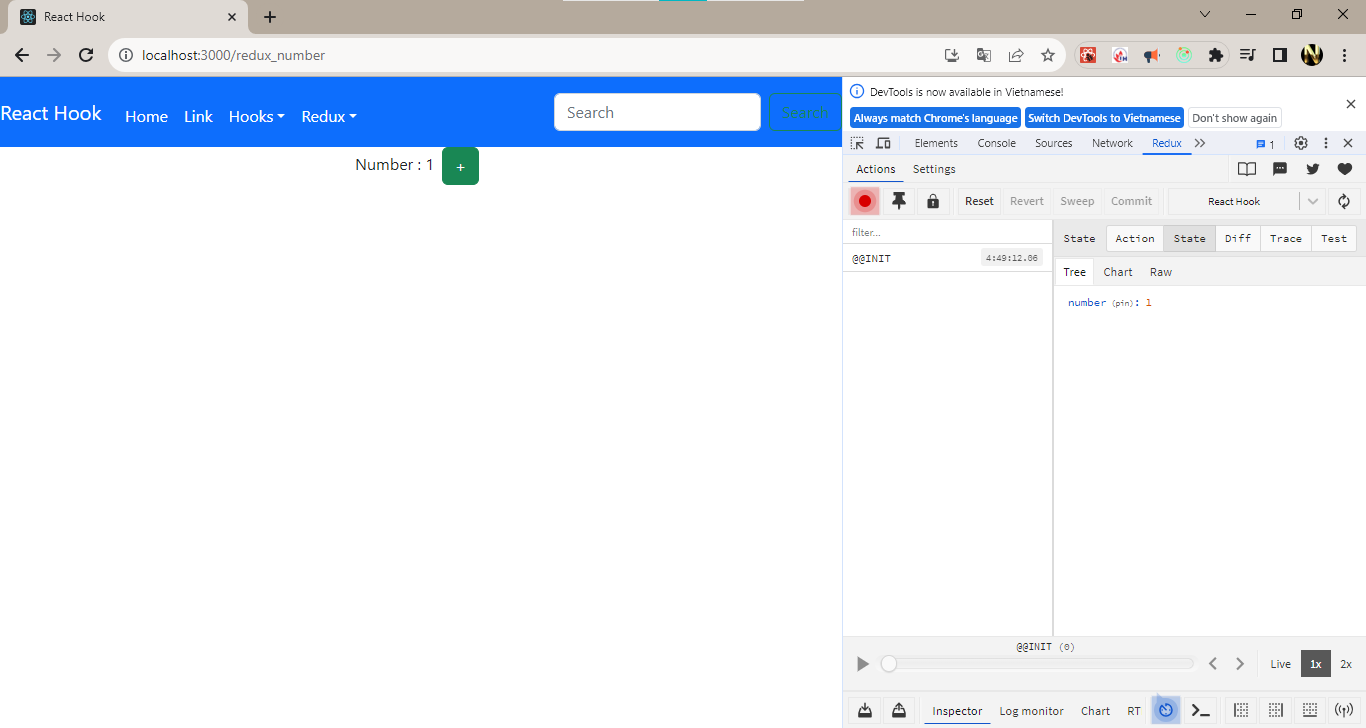 React Hook
localhost:3000/redux_number
React Hook Home Link Hooks Redux Search Search
Number : 1 +
DevTools is now available in Vietnamese!
Always match Chrome's language Switch DevTools to Vietnamese Don't show again
Elements Console Sources Network Redux 1
Actions Settings
Reset Revert Sweep Commit React Hook
filter...
@@INIT 4:49:12.06
State Action State Diff Trace Test
Tree Chart Raw
number (pin): 1
@@INIT (0)
Live 1x 2x
Inspector Log monitor Chart RT